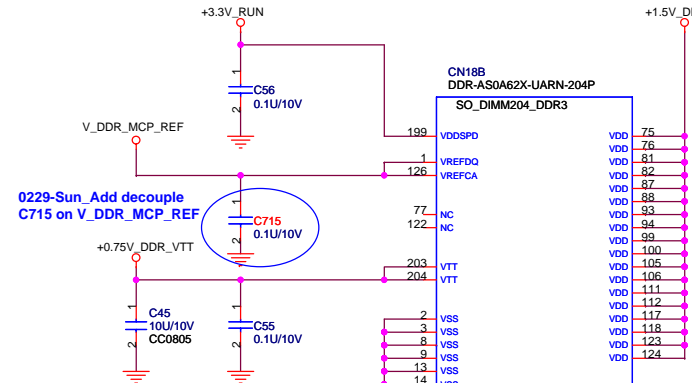 +3.3V_RUN
+1.5V_D
1
2
C56
0.1U/10V
CN18B
DDR-AS0A62X-UARN-204P
SO_DIMM204_DDR3
V_DDR_MCP_REF
199 VDDSPD
1 VREFDQ
126 VREFCA
77 NC
122 NC
203 VTT
204 VTT
2 VSS
3 VSS
8 VSS
9 VSS
13 VSS
14 VSS
VDD 75
VDD 76
VDD 81
VDD 82
VDD 87
VDD 88
VDD 93
VDD 94
VDD 99
VDD 100
VDD 105
VDD 106
VDD 111
VDD 112
VDD 117
VDD 118
VDD 123
VDD 124
0229-Sun_Add decouple
C715 on V_DDR_MCP_REF
1
2
C715
0.1U/10V
+0.75V_DDR_VTT
1
2
C45
10U/10V
CC0805
1
2
C55
0.1U/10V